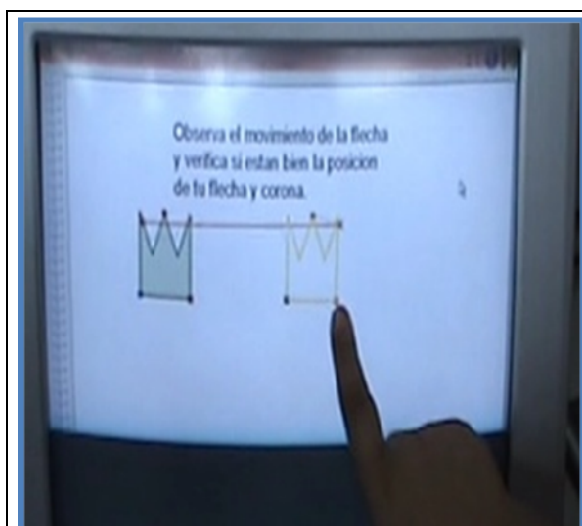 Observa el movimiento de la flecha
y verifica si estan bien la posicion
de tu flecha y corona.